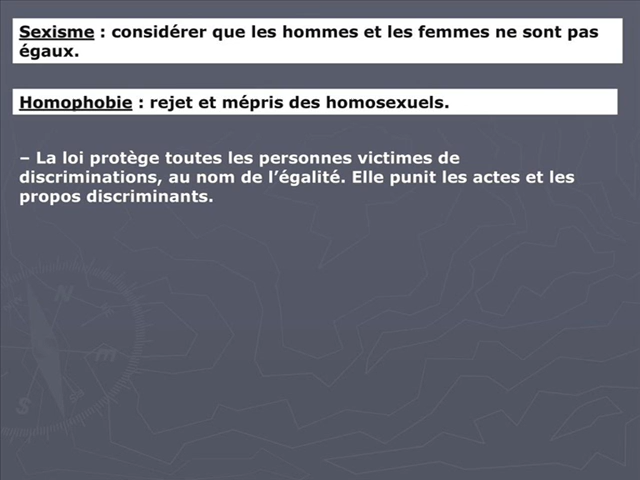 Sexisme : considérer que les hommes et les femmes ne sont pas
égaux.
Homophobie : rejet et mépris des homosexuels.
– La loi protège toutes les personnes victimes de
discriminations, au nom de l’égalité. Elle punit les actes et les
propos discriminants.
N
m
S